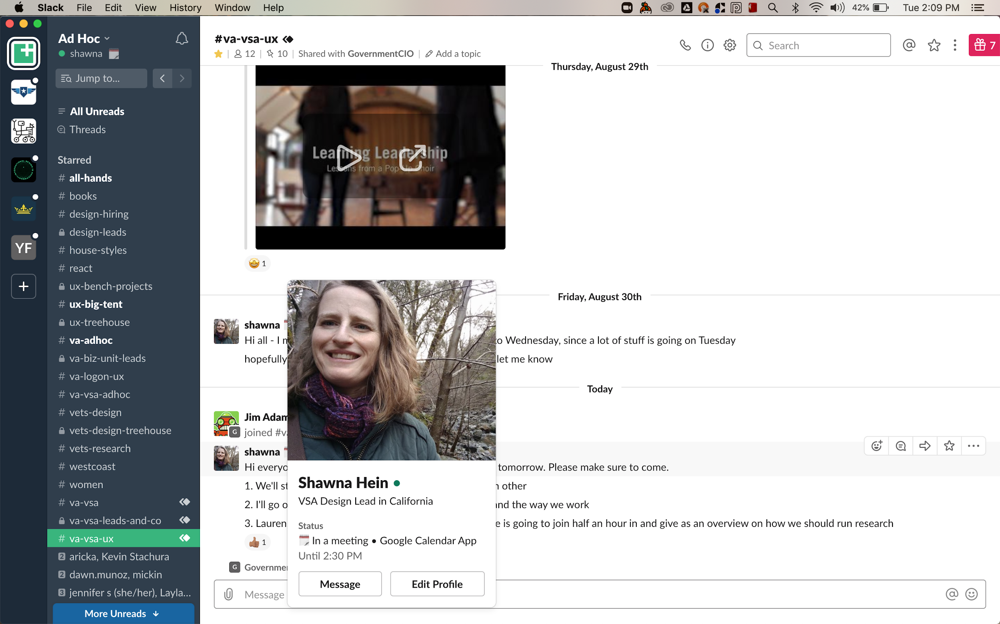 Slack File Edit View History Window Help 42% Tue 2:09 PM
Ad Hoc
shawna
Jump to...
All Unreads
Threads
Starred
# all-hands
# books
# design-hiring
design-leads
# house-styles
# react
ux-bench-projects
# ux-big-tent
ux-treehouse
# va-adhoc
va-biz-unit-leads
# va-logon-ux
# va-vsa-adhoc
# vets-design
vets-design-treehouse
# vets-research
# westcoast
# women
# va-vsa
va-vsa-leads-and-co
# va-vsa-ux
2 aricka, Kevin Stachura
2 dawn.munoz, mickin
3 jennifer s (she/her), Layla...
More Unreads
YF
#va-vsa-ux
12 | 10 | Shared with GovernmentCIO | Add a topic
Search
7
Thursday, August 29th
Learning Leadership
Lessons from a Pop-Up Choir
1
Friday, August 30th
shawna
Hi all - I
to Wednesday, since a lot of stuff is going on Tuesday
hopefully
let me know
Today
Jim Adam
G joined
shawna
Hi everyo
tomorrow. Please make sure to come.
1. We'll st
other
2. I'll go o
and the way we work
3. Lauren
e is going to join half an hour in and give as an overview on how we should run research
1
G Governme
Message
Shawna Hein
VSA Design Lead in California
Status
In a meeting • Google Calendar App
Until 2:30 PM
Message
Edit Profile